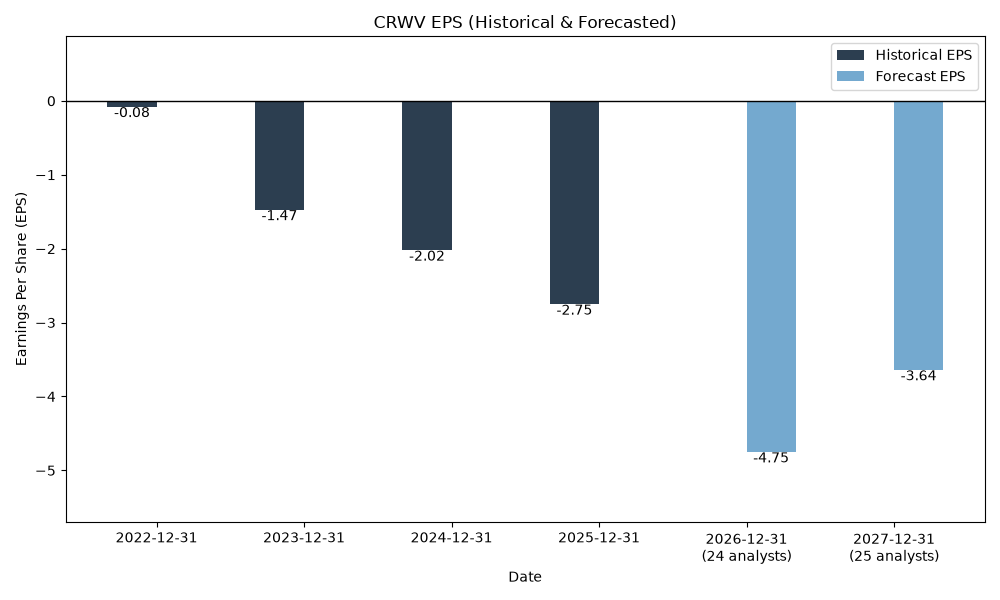 CRWV EPS (Historical & Forecasted)
Historical EPS
Forecast EPS
Earnings Per Share (EPS)
0
−1
−2
−3
−4
−5
-0.08
-1.47
-2.02
-2.75
-4.75
-3.64
2022-12-31
2023-12-31
2024-12-31
2025-12-31
2026-12-31
(24 analysts)
2027-12-31
(25 analysts)
Date